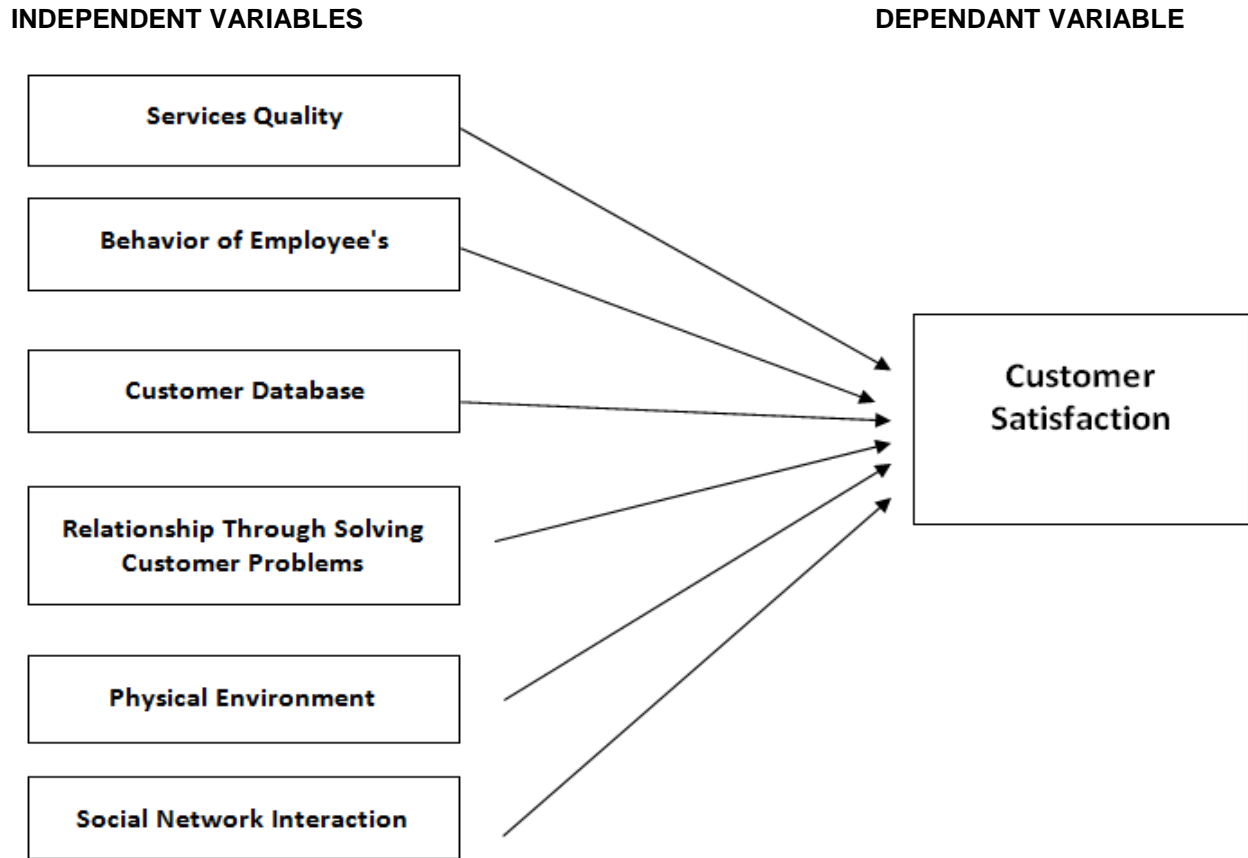 INDEPENDENT VARIABLES
DEPENDANT VARIABLE
Services Quality
Behavior of Employee's
Customer Database
Relationship Through Solving
Customer Problems
Physical Environment
Social Network Interaction
Customer
Satisfaction